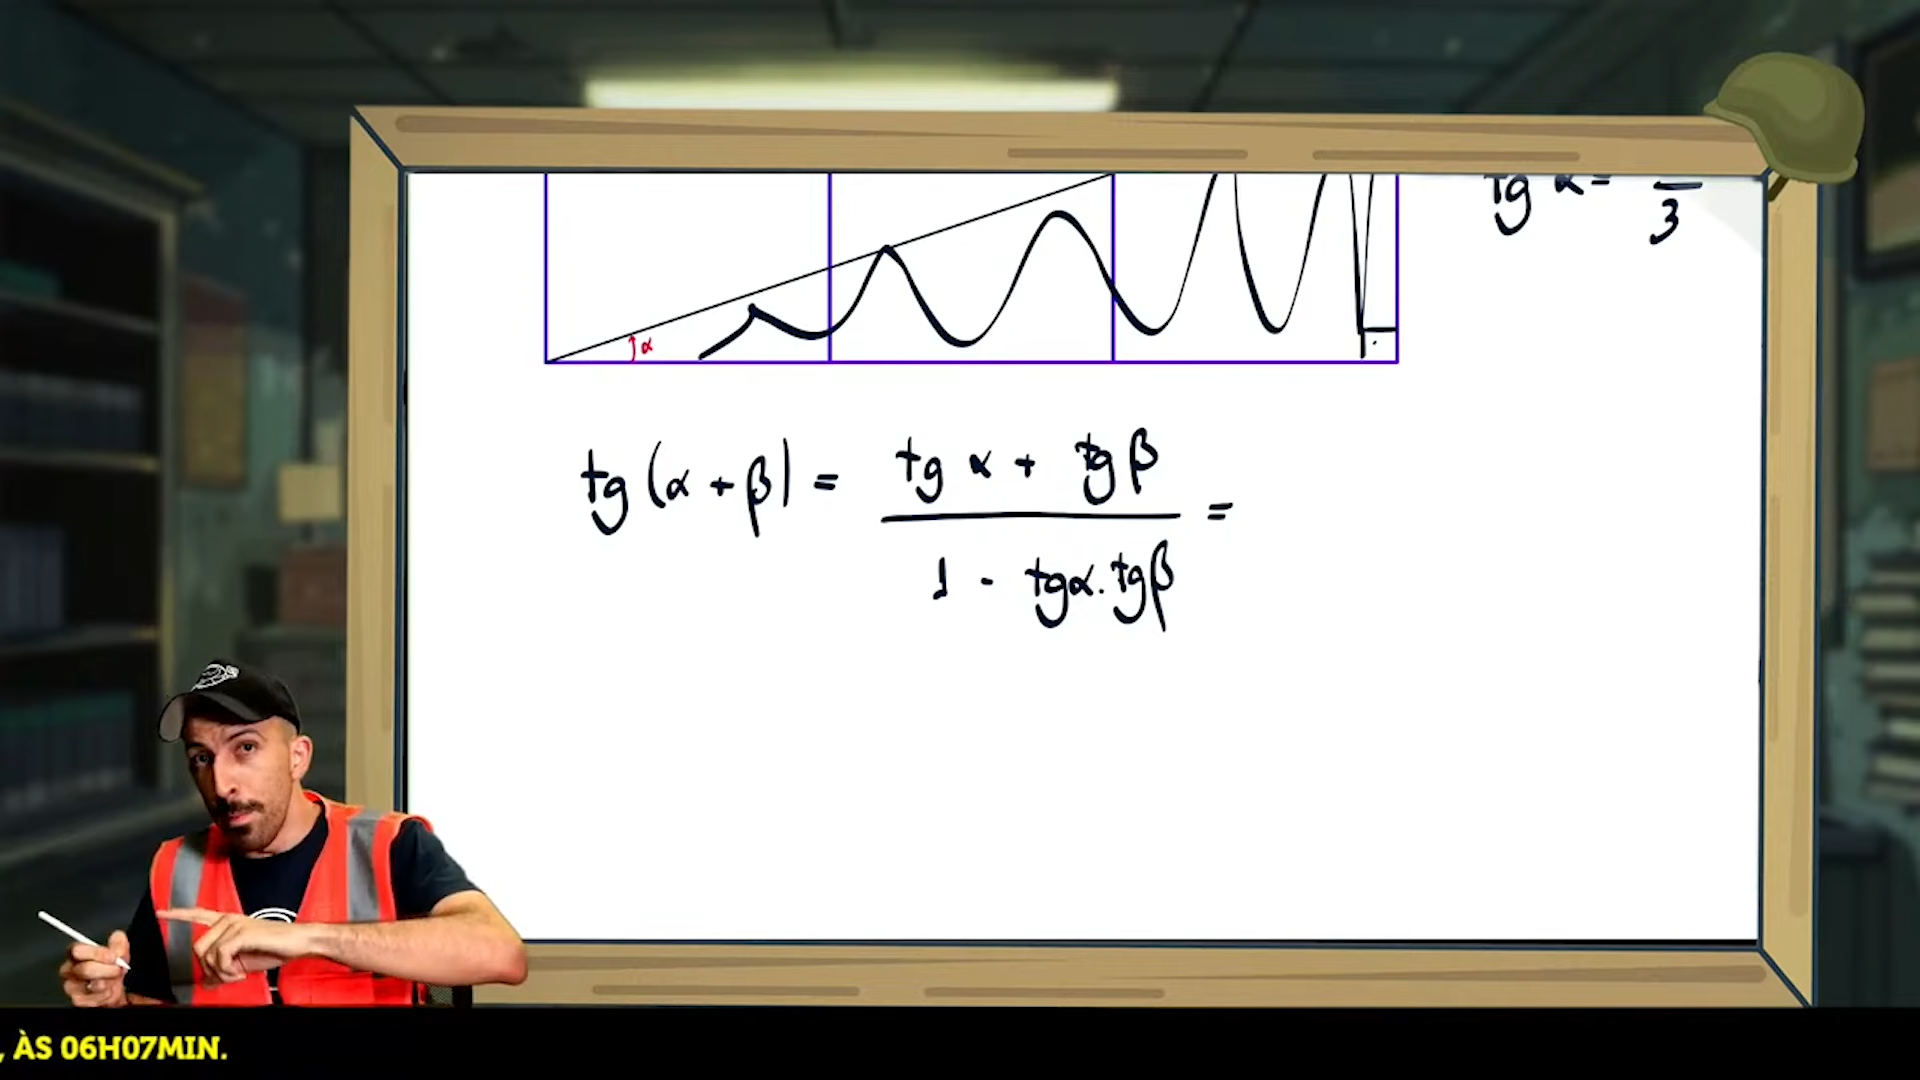 tg α = — 3
α
tg (α + β) = tg α + tg β =
1 - tgα . tgβ
, ÀS 06H07MIN.